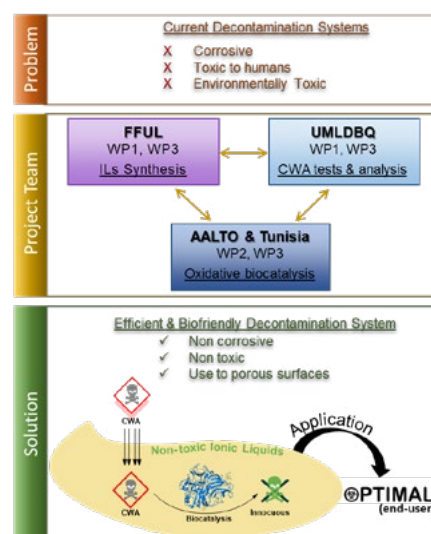 Problem
Current Decontamination Systems
X Corrosive
X Toxic to humans
X Environmentally Toxic
Project Team
FFUL
WP1, WP3
ILs Synthesis
UMLDBQ
WP1, WP3
CWA tests & analysis
AALTO & Tunisia
WP2, WP3
Oxidative biocatalysis
Solution
Efficient & Biofriendly Decontamination System
✓ Non corrosive
✓ Non toxic
✓ Use to porous surfaces
CWA
Non-toxic Ionic Liquids
CWA
Biocatalysis
Innocuous
Application
OPTIMAL
(end-user)